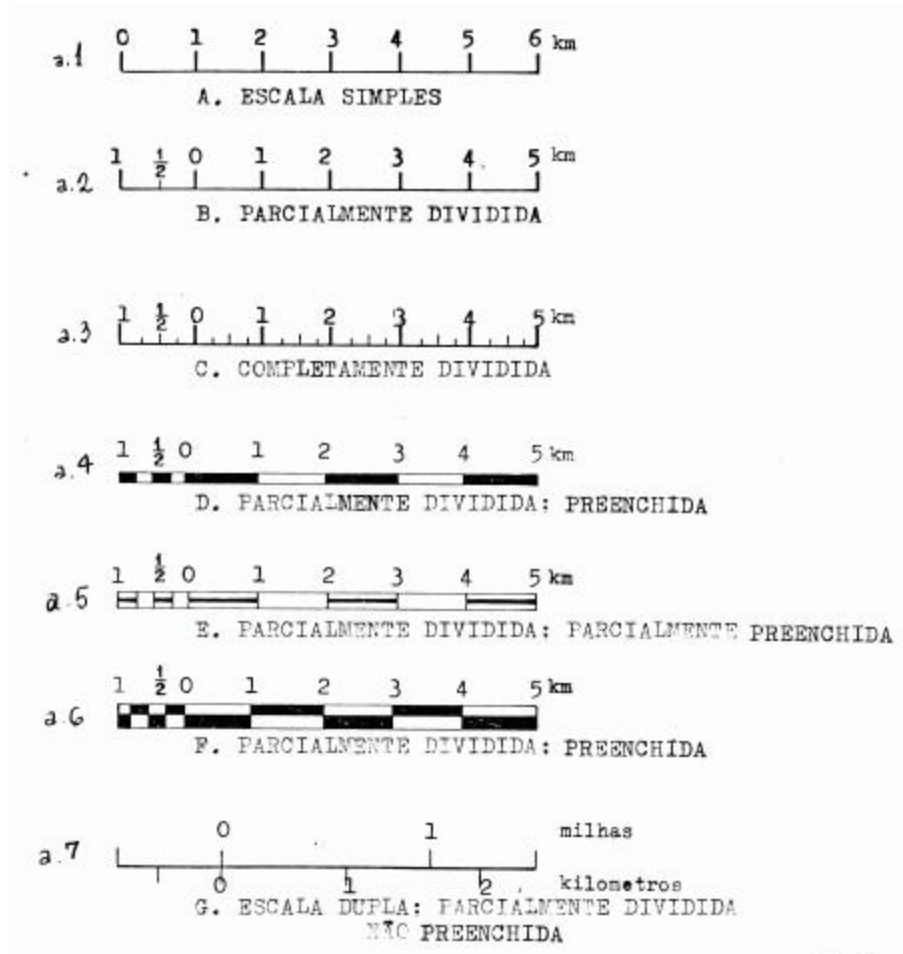 0 1 2 3 4 5 6 km
a.1
A. ESCALA SIMPLES
1 ½ 0 1 2 3 4 5 km
a.2
B. PARCIALMENTE DIVIDIDA
1 ½ 0 1 2 3 4 5 km
a.3
C. COMPLETAMENTE DIVIDIDA
1 ½ 0 1 2 3 4 5 km
a.4
D. PARCIALMENTE DIVIDIDA: PREENCHIDA
1 ½ 0 1 2 3 4 5 km
a.5
E. PARCIALMENTE DIVIDIDA: PARCIALMENTE PREENCHIDA
1 ½ 0 1 2 3 4 5 km
a.6
F. PARCIALMENTE DIVIDIDA: PREENCHIDA
0 1 milhas
a.7
0 1 2 kilometros
G. ESCALA DUPLA: PARCIALMENTE DIVIDIDA
NÃO PREENCHIDA